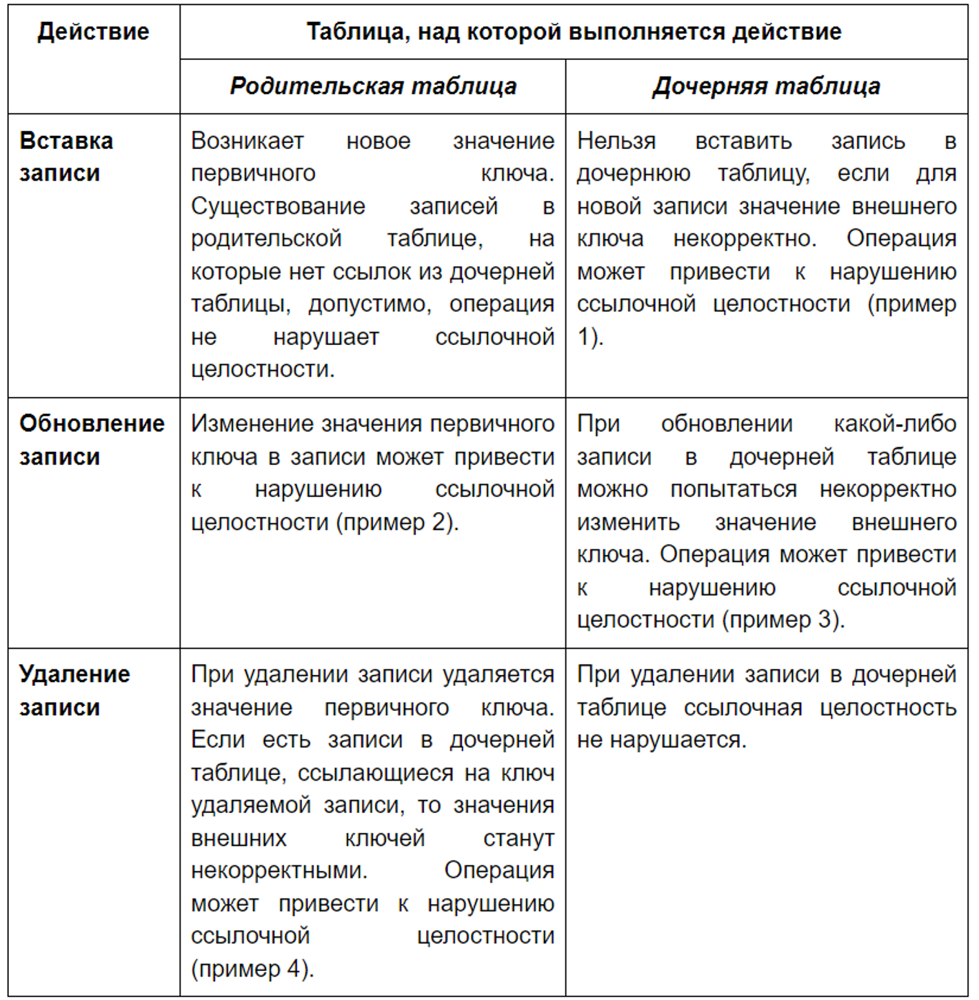 Действие
Таблица, над которой выполняется действие
Родительская таблица
Дочерняя таблица
Вставка
записи
Возникает новое значение
первичного ключа.
Существование записей в
родительской таблице, на
которые нет ссылок из дочерней
таблицы, допустимо, операция
не нарушает ссылочной
целостности.
Нельзя вставить запись в
дочернюю таблицу, если для
новой записи значение внешнего
ключа некорректно. Операция
может привести к нарушению
ссылочной целостности (пример
1).
Обновление
записи
Изменение значения первичного
ключа в записи может привести
к нарушению ссылочной
целостности (пример 2).
При обновлении какой-либо
записи в дочерней таблице
можно попытаться некорректно
изменить значение внешнего
ключа. Операция может привести
к нарушению ссылочной
целостности (пример 3).
Удаление
записи
При удалении записи удаляется
значение первичного ключа.
Если есть записи в дочерней
таблице, ссылающиеся на ключ
удаляемой записи, то значения
внешних ключей станут
некорректными. Операция
может привести к нарушению
ссылочной целостности
(пример 4).
При удалении записи в дочерней
таблице ссылочная целостность
не нарушается.